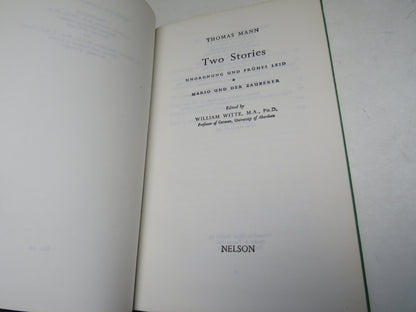 THOMAS MANN
Two Stories
UNORDNUNG UND FRÜHES LEID
★
MARIO UND DER ZAUBERER
Edited by
WILLIAM WITTE, M.A., Ph.D.
Professor of German, University of Aberdeen
NELSON